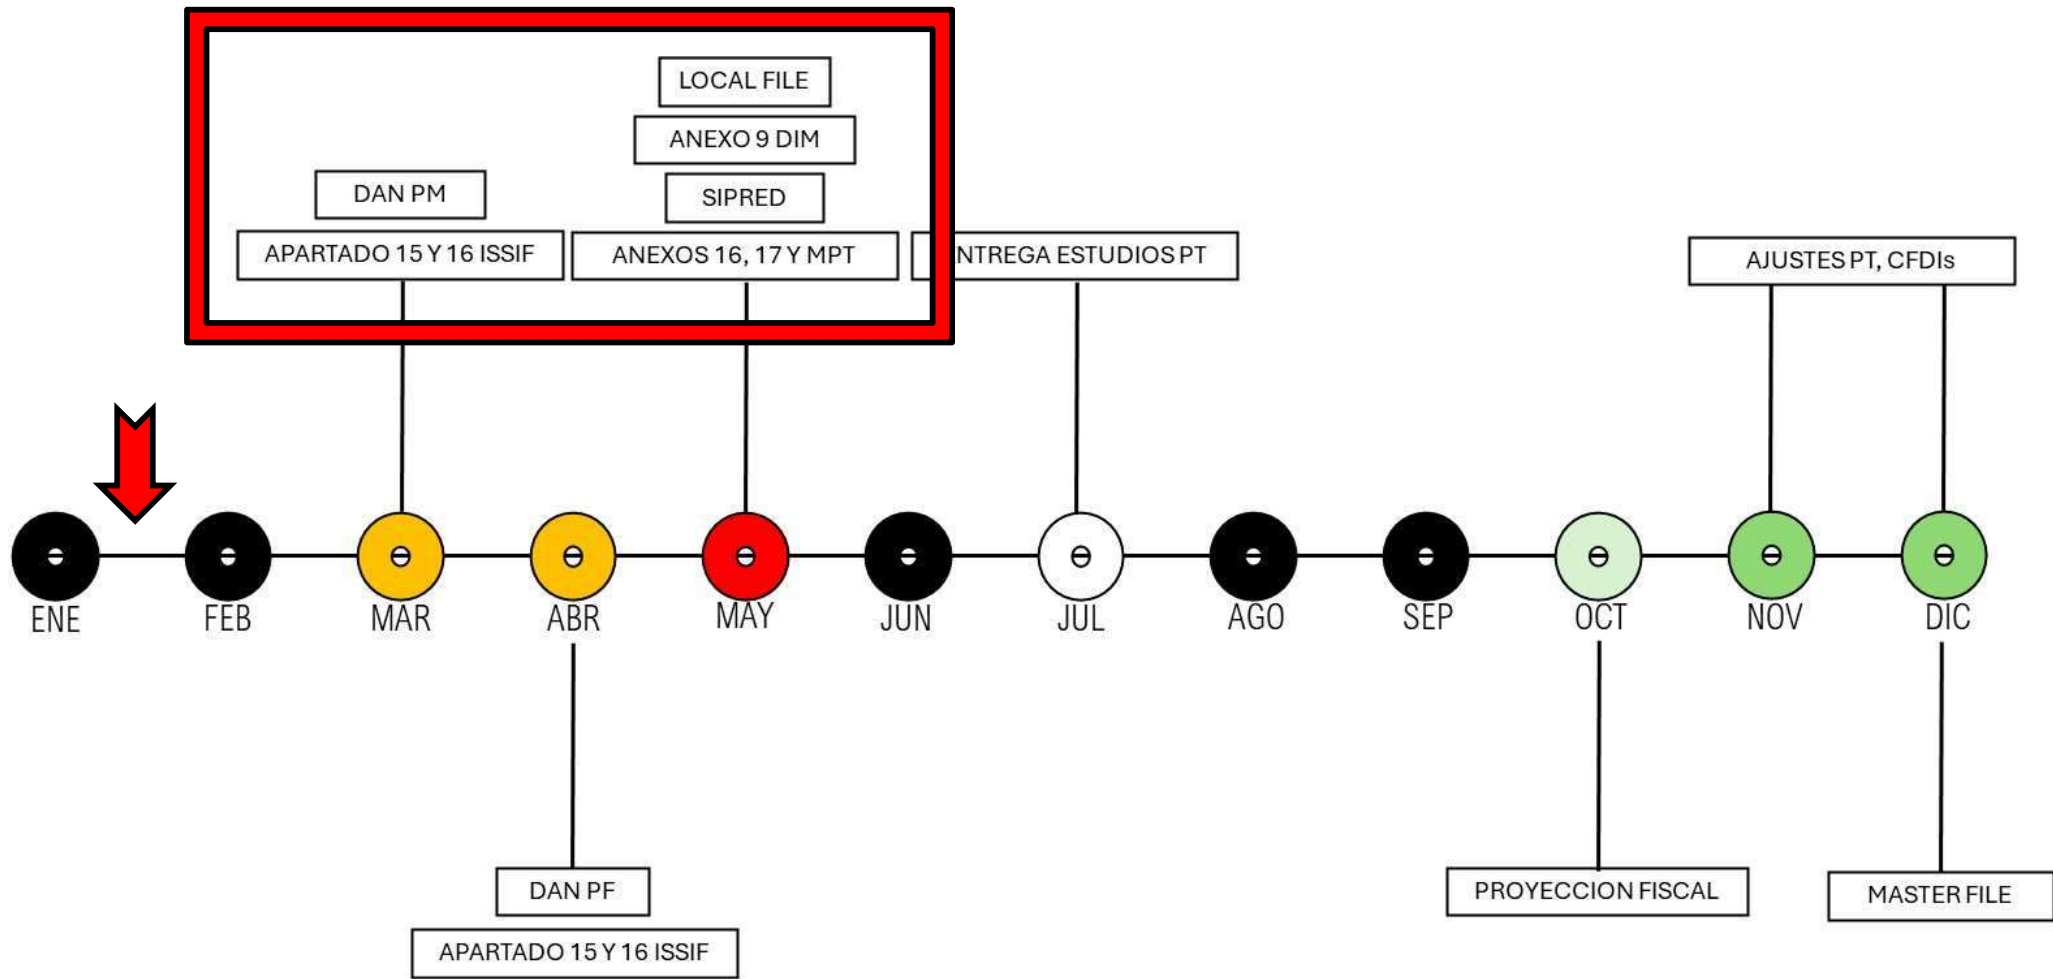 LOCAL FILE
ANEXO 9 DIM
DAN PM
SIPRED
APARTADO 15 Y 16 ISSIF
ANEXOS 16, 17 Y MPT
NTREGA ESTUDIOS PT
AJUSTES PT, CFDIs
ENE
FEB
MAR
ABR
MAY
JUN
JUL
AGO
SEP
OCT
NOV
DIC
DAN PF
APARTADO 15 Y 16 ISSIF
PROYECCION FISCAL
MASTER FILE